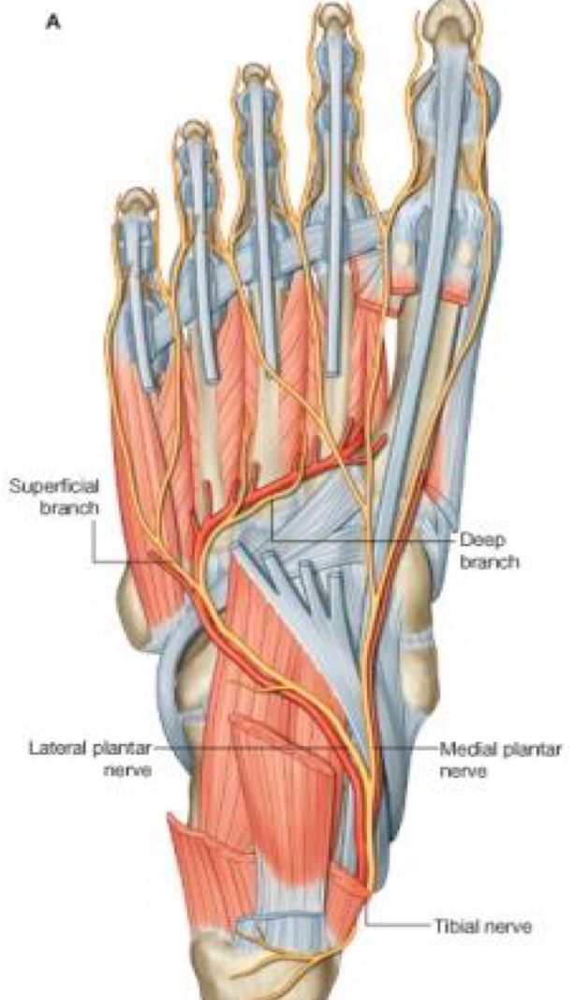 A
Superficial
branch
Deep
branch
Lateral plantar
nerve
Medial plantar
nerve
Tibial nerve